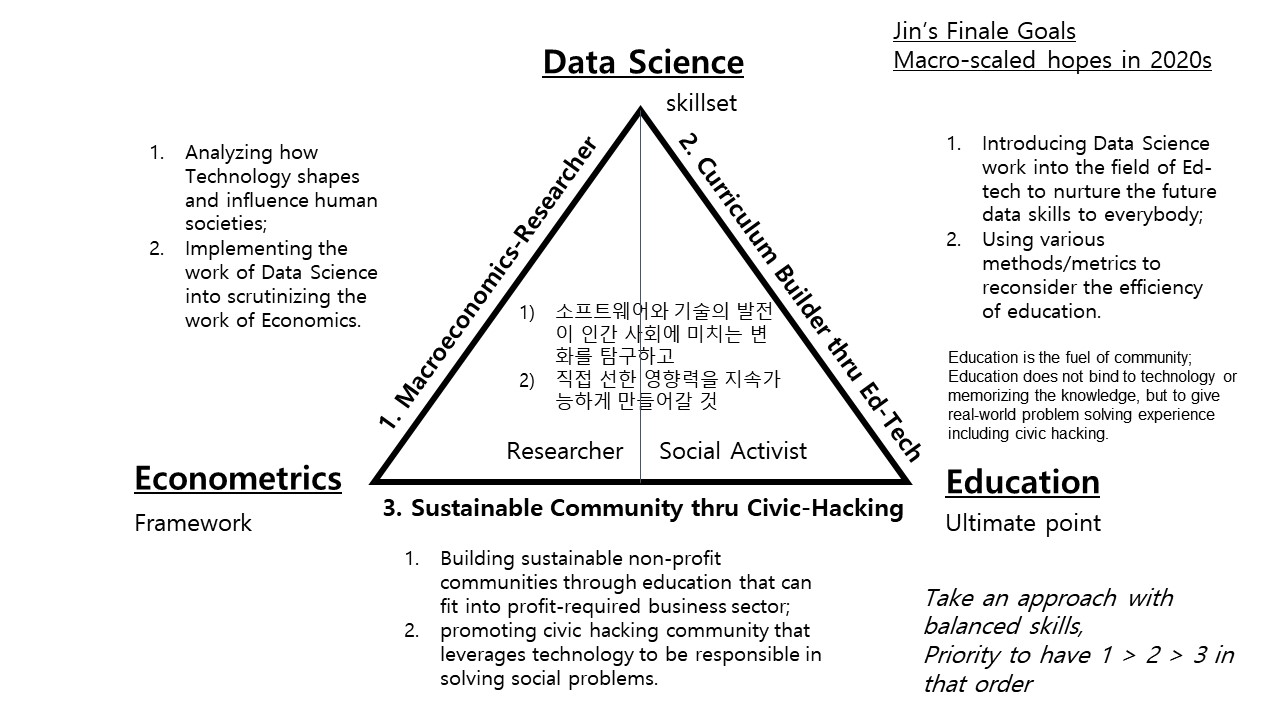 Jin's Finale Goals
Macro-scaled hopes in 2020s
Data Science
skillset
1. Analyzing how
Technology shapes
and influence human
societies;
2. Implementing the
work of Data Science
into scrutinizing the
work of Economics.
1. Macroeconomics-Researcher
2. Curriculum Builder thru Ed-Tech
1. Introducing Data Science
work into the field of Ed-
tech to nurture the future
data skills to everybody;
2. Using various
methods/metrics to
reconsider the efficiency
of education.
1) 소프트웨어와 기술의 발전
이 인간 사회에 미치는 변
화를 탐구하고
2) 직접 선한 영향력을 지속가
능하게 만들어갈 것
Education is the fuel of community;
Education does not bind to technology or
memorizing the knowledge, but to give
real-world problem solving experience
including civic hacking.
Researcher
Social Activist
Econometrics
Framework
Education
Ultimate point
3. Sustainable Community thru Civic-Hacking
1. Building sustainable non-profit
communities through education that can
fit into profit-required business sector;
2. promoting civic hacking community that
leverages technology to be responsible in
solving social problems.
Take an approach with
balanced skills,
Priority to have 1 > 2 > 3 in
that order